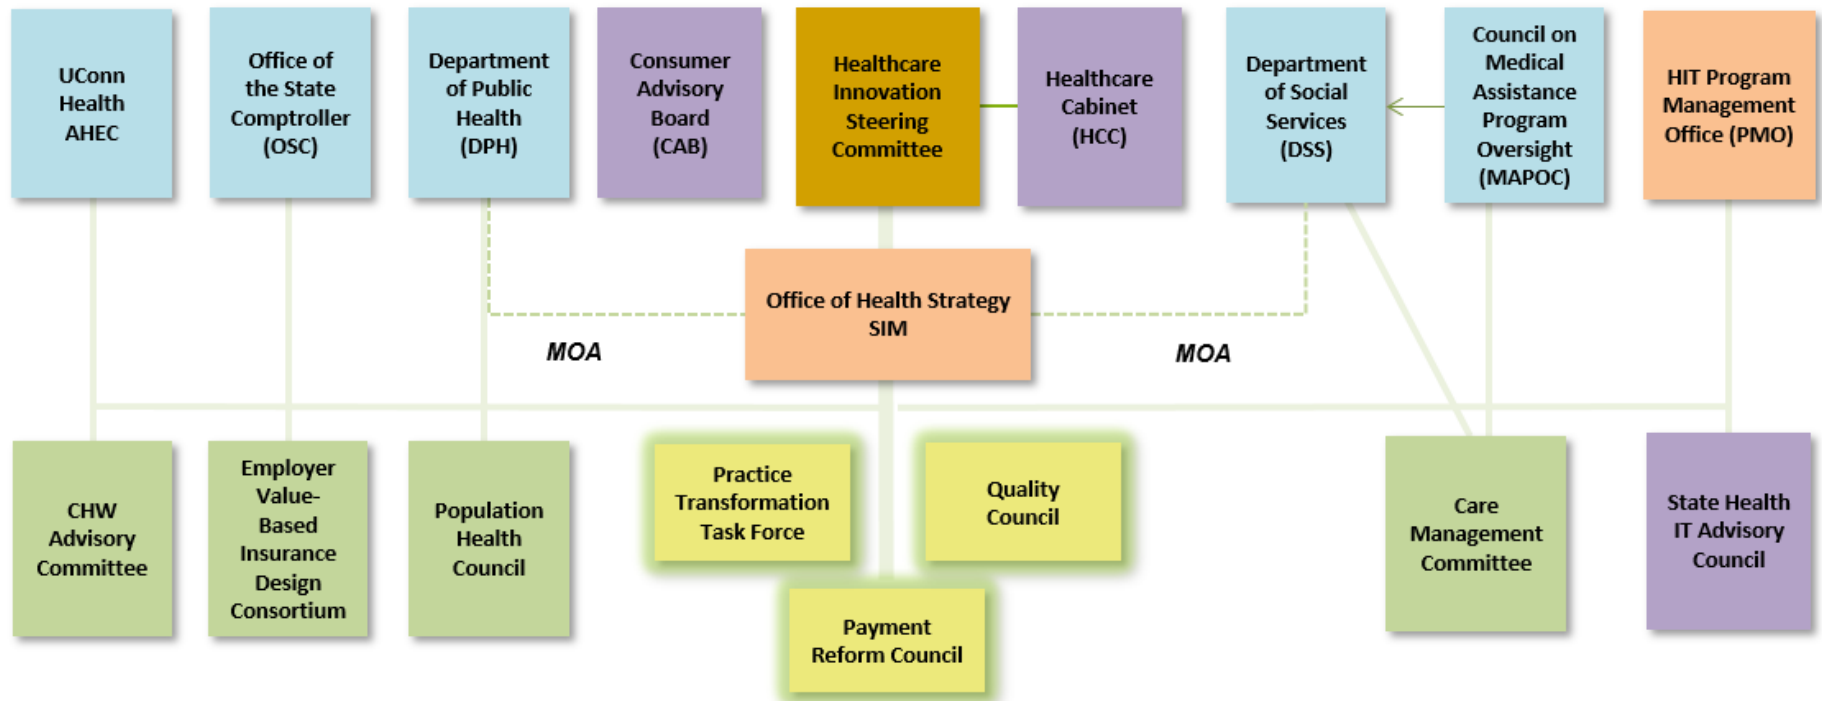 UConn
Health
AHEC
Office of
the State
Comptroller
(OSC)
Department
of Public
Health
(DPH)
Consumer
Advisory
Board
(CAB)
Healthcare
Innovation
Steering
Committee
Healthcare
Cabinet
(HCC)
Department
of Social
Services
(DSS)
Council on
Medical
Assistance
Program
Oversight
(MAPOC)
HIT Program
Management
Office (PMO)
Office of Health Strategy
SIM
MOA
MOA
CHW
Advisory
Committee
Employer
Value-
Based
Insurance
Design
Consortium
Population
Health
Council
Practice
Transformation
Task Force
Quality
Council
Payment
Reform Council
Care
Management
Committee
State Health
IT Advisory
Council